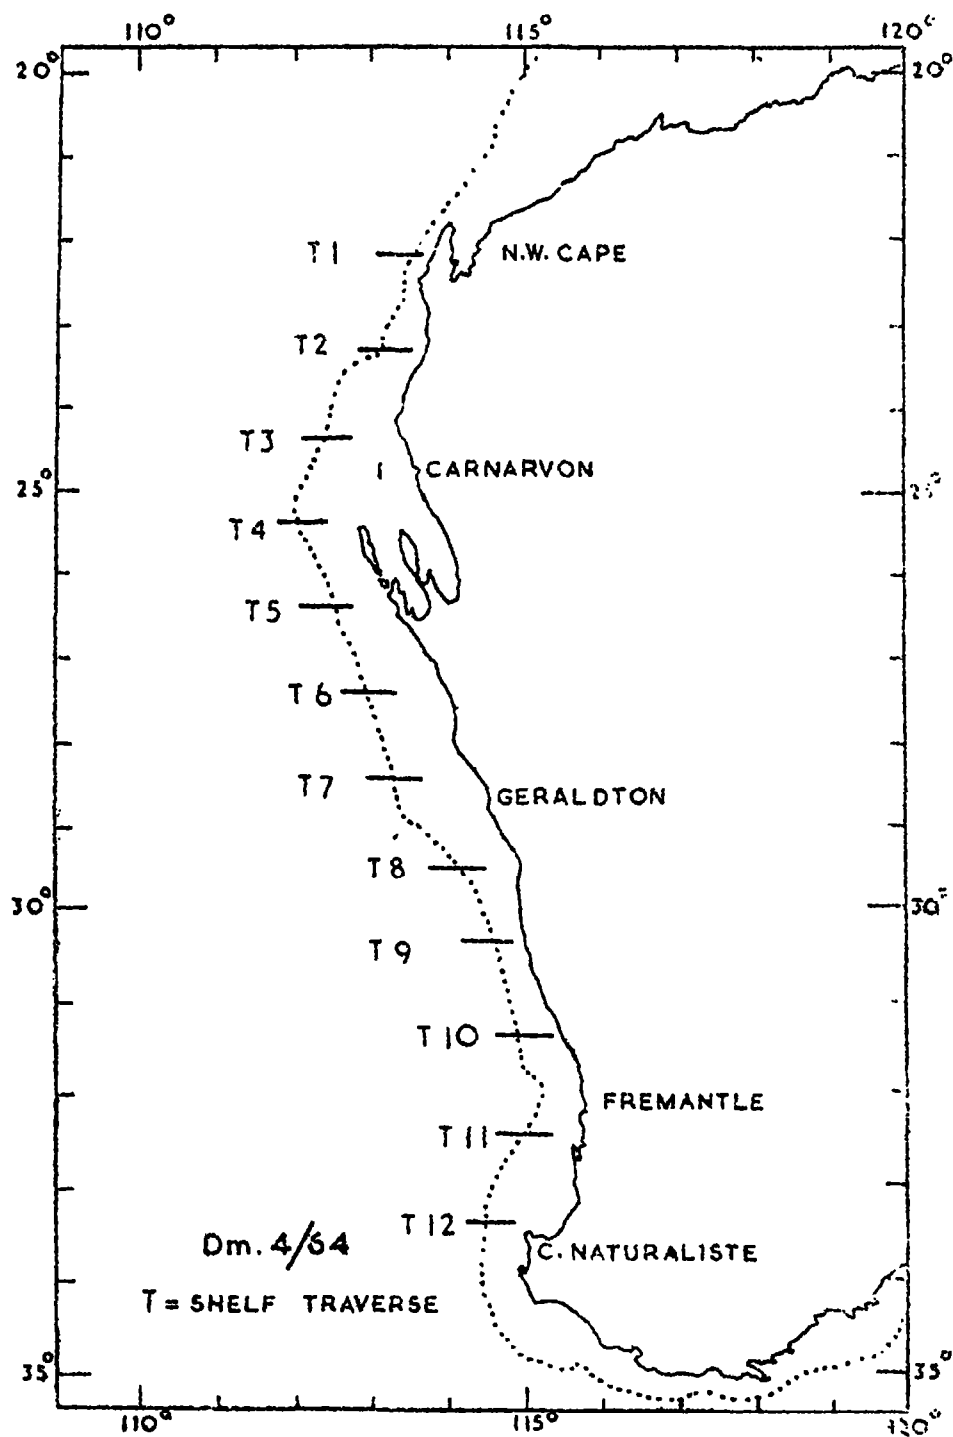 110° 115° 120°
20° 20°
T1 N.W. CAPE
T2
T3
CARNARVON
25° 25°
T4
T5
T6
T7
GERALDTON
T8
30° 30°
T9
T10
FREMANTLE
T11
T12
Dm. 4/64
C. NATURALISTE
T = SHELF TRAVERSE
35° 35°
110° 115° 120°